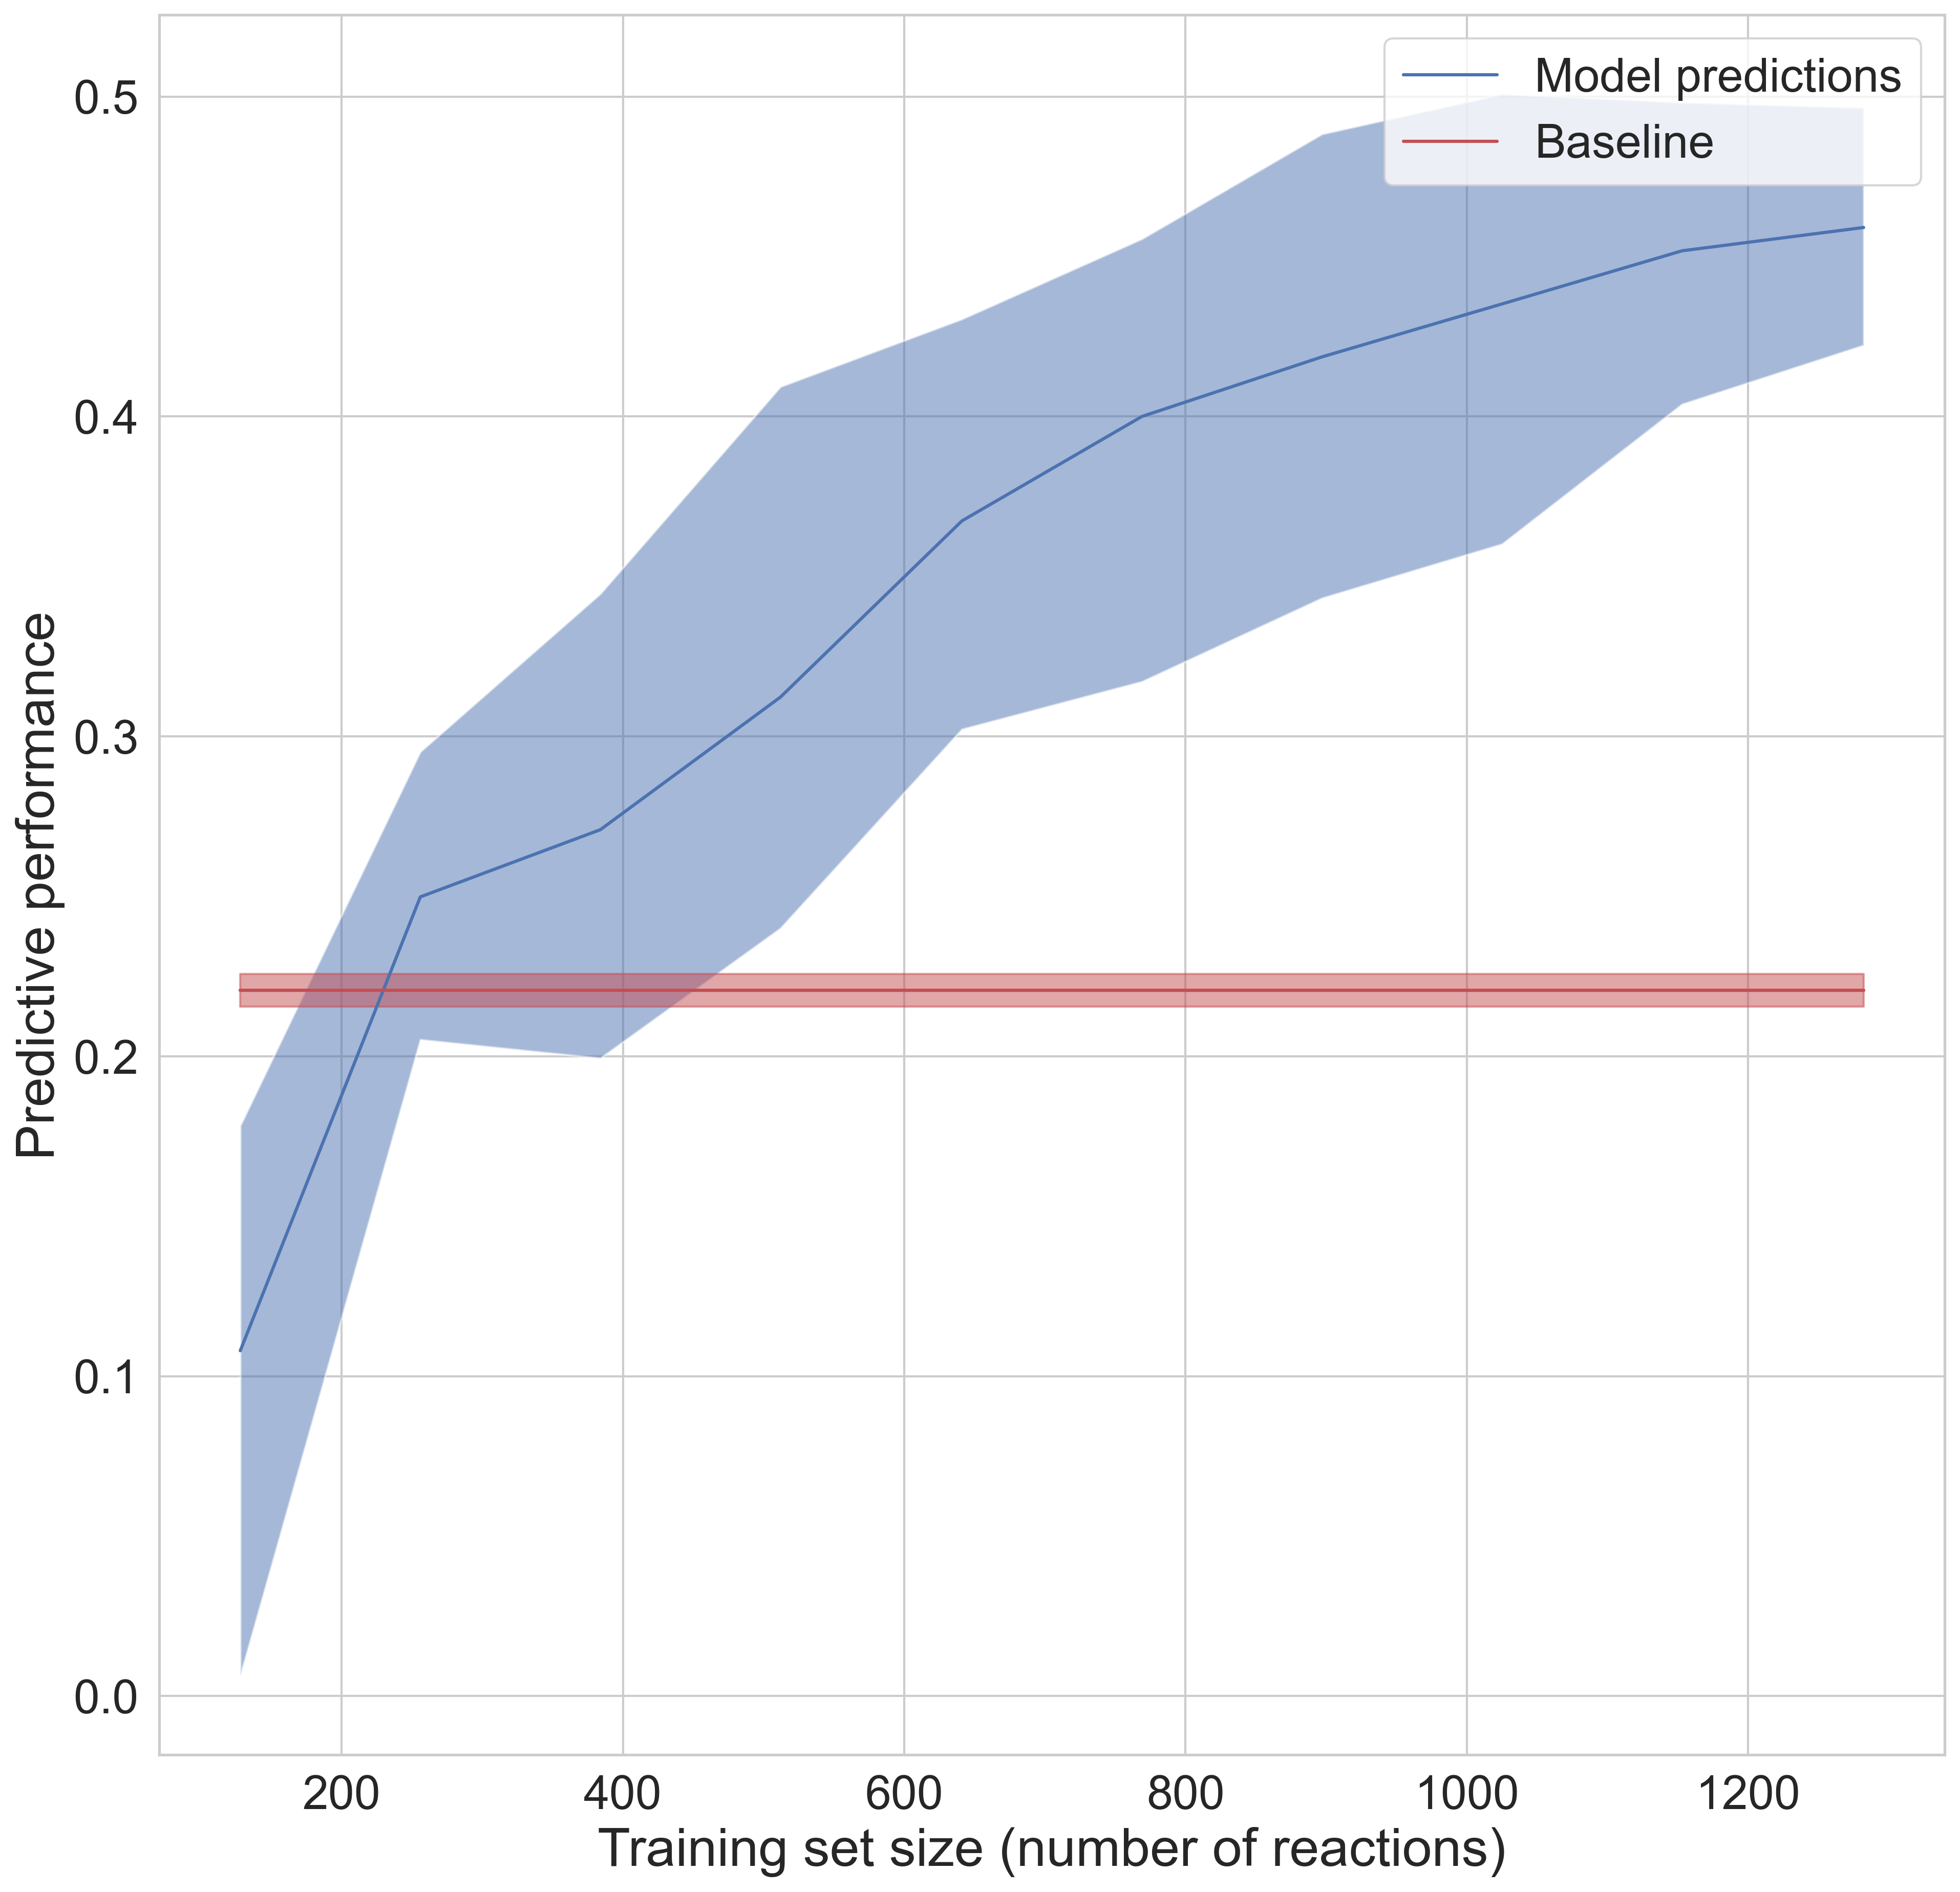 Model predictions
Baseline
0.5
0.4
0.3
0.2
0.1
0.0
Predictive performance
200 400 600 800 1000 1200
Training set size (number of reactions)